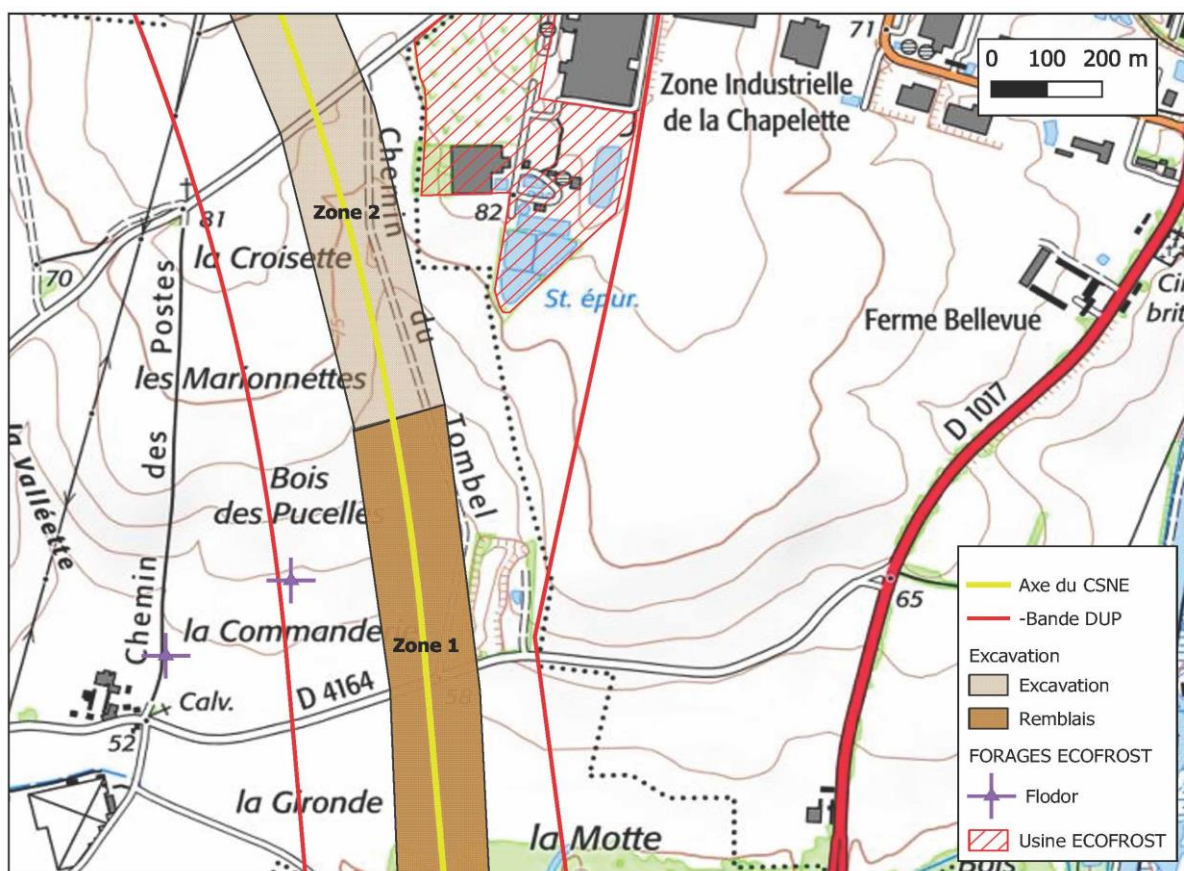 71
0 100 200 m
Zone Industrielle
de la Chapelette
Chemin
du
Tombel
Zone 2
82
81
la Croisette
70
St. épur.
Ferme Bellevue
brit
Chemin
des
Postes
les Marionnettes
D 1017
la Valléette
Bois
des Pucelles
la Commanderie
Zone 1
65
D 4164
58
Calv.
52
la Gironde
la Motte
Bois
Axe du CSNE
-Bande DUP
Excavation
Excavation
Remblais
FORAGES ECOFROST
Flodor
Usine ECOFROST